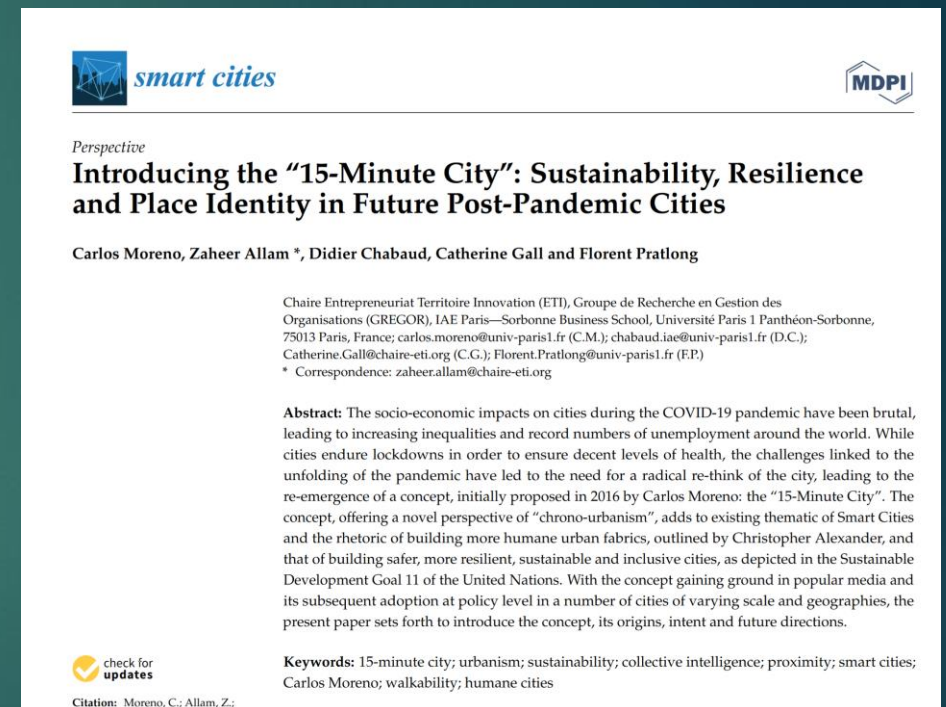 smart cities
MDPI
Perspective
Introducing the “15-Minute City”: Sustainability, Resilience
and Place Identity in Future Post-Pandemic Cities
Carlos Moreno, Zaheer Allam *, Didier Chabaud, Catherine Gall and Florent Pratlong
Chaire Entrepreneuriat Territoire Innovation (ETI), Groupe de Recherche en Gestion des
Organisations (GREGOR), IAE Paris—Sorbonne Business School, Université Paris 1 Panthéon-Sorbonne,
75013 Paris, France; carlos.moreno@univ-paris1.fr (C.M.); chabaud.iae@univ-paris1.fr (D.C.);
Catherine.Gall@chaire-eti.org (C.G.); Florent.Pratlong@univ-paris1.fr (F.P.)
* Correspondence: zaheer.allam@chaire-eti.org
Abstract: The socio-economic impacts on cities during the COVID-19 pandemic have been brutal,
leading to increasing inequalities and record numbers of unemployment around the world. While
cities endure lockdowns in order to ensure decent levels of health, the challenges linked to the
unfolding of the pandemic have led to the need for a radical re-think of the city, leading to the
re-emergence of a concept, initially proposed in 2016 by Carlos Moreno: the “15-Minute City”. The
concept, offering a novel perspective of “chrono-urbanism”, adds to existing thematic of Smart Cities
and the rhetoric of building more humane urban fabrics, outlined by Christopher Alexander, and
that of building safer, more resilient, sustainable and inclusive cities, as depicted in the Sustainable
Development Goal 11 of the United Nations. With the concept gaining ground in popular media and
its subsequent adoption at policy level in a number of cities of varying scale and geographies, the
present paper sets forth to introduce the concept, its origins, intent and future directions.
Keywords: 15-minute city; urbanism; sustainability; collective intelligence; proximity; smart cities;
Carlos Moreno; walkability; humane cities
check for
updates
Citation: Moreno, C.; Allam, Z.;